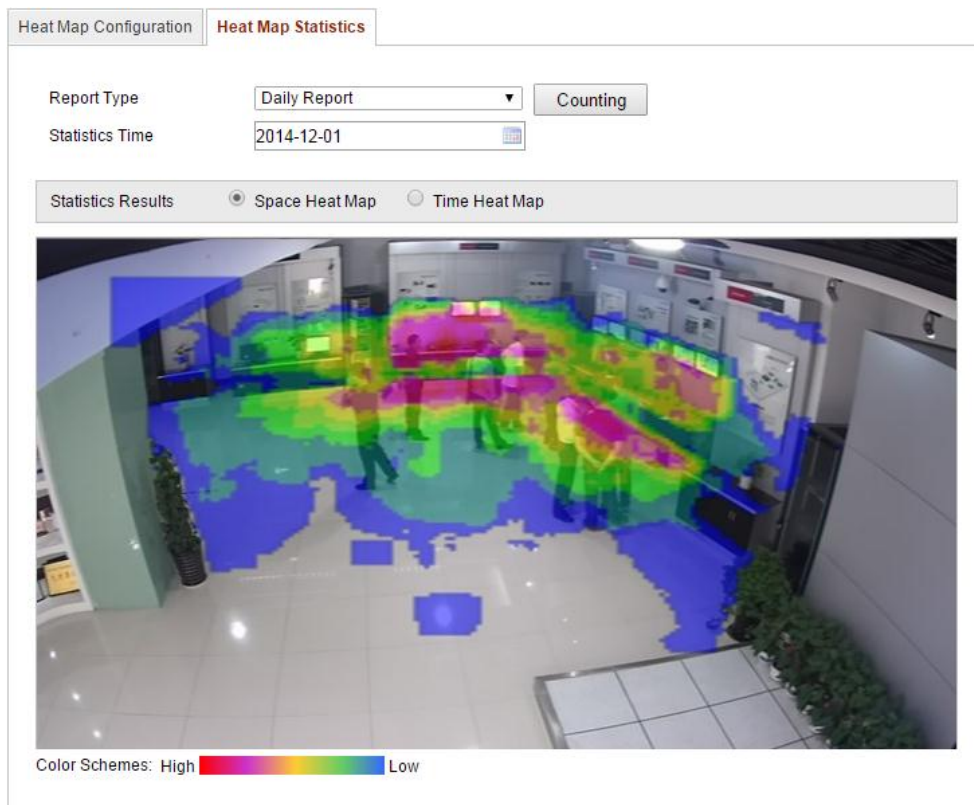 Heat Map Configuration
Heat Map Statistics
Report Type
Daily Report
Counting
Statistics Time
2014-12-01
Statistics Results
Space Heat Map
Time Heat Map
Color Schemes: High
Low